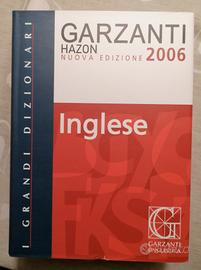 GARZANTI
HAZON
NUOVA EDIZIONE 2006
Inglese
I GRANDI DIZIONARI
G
GARZANTI
LINGUISTICA